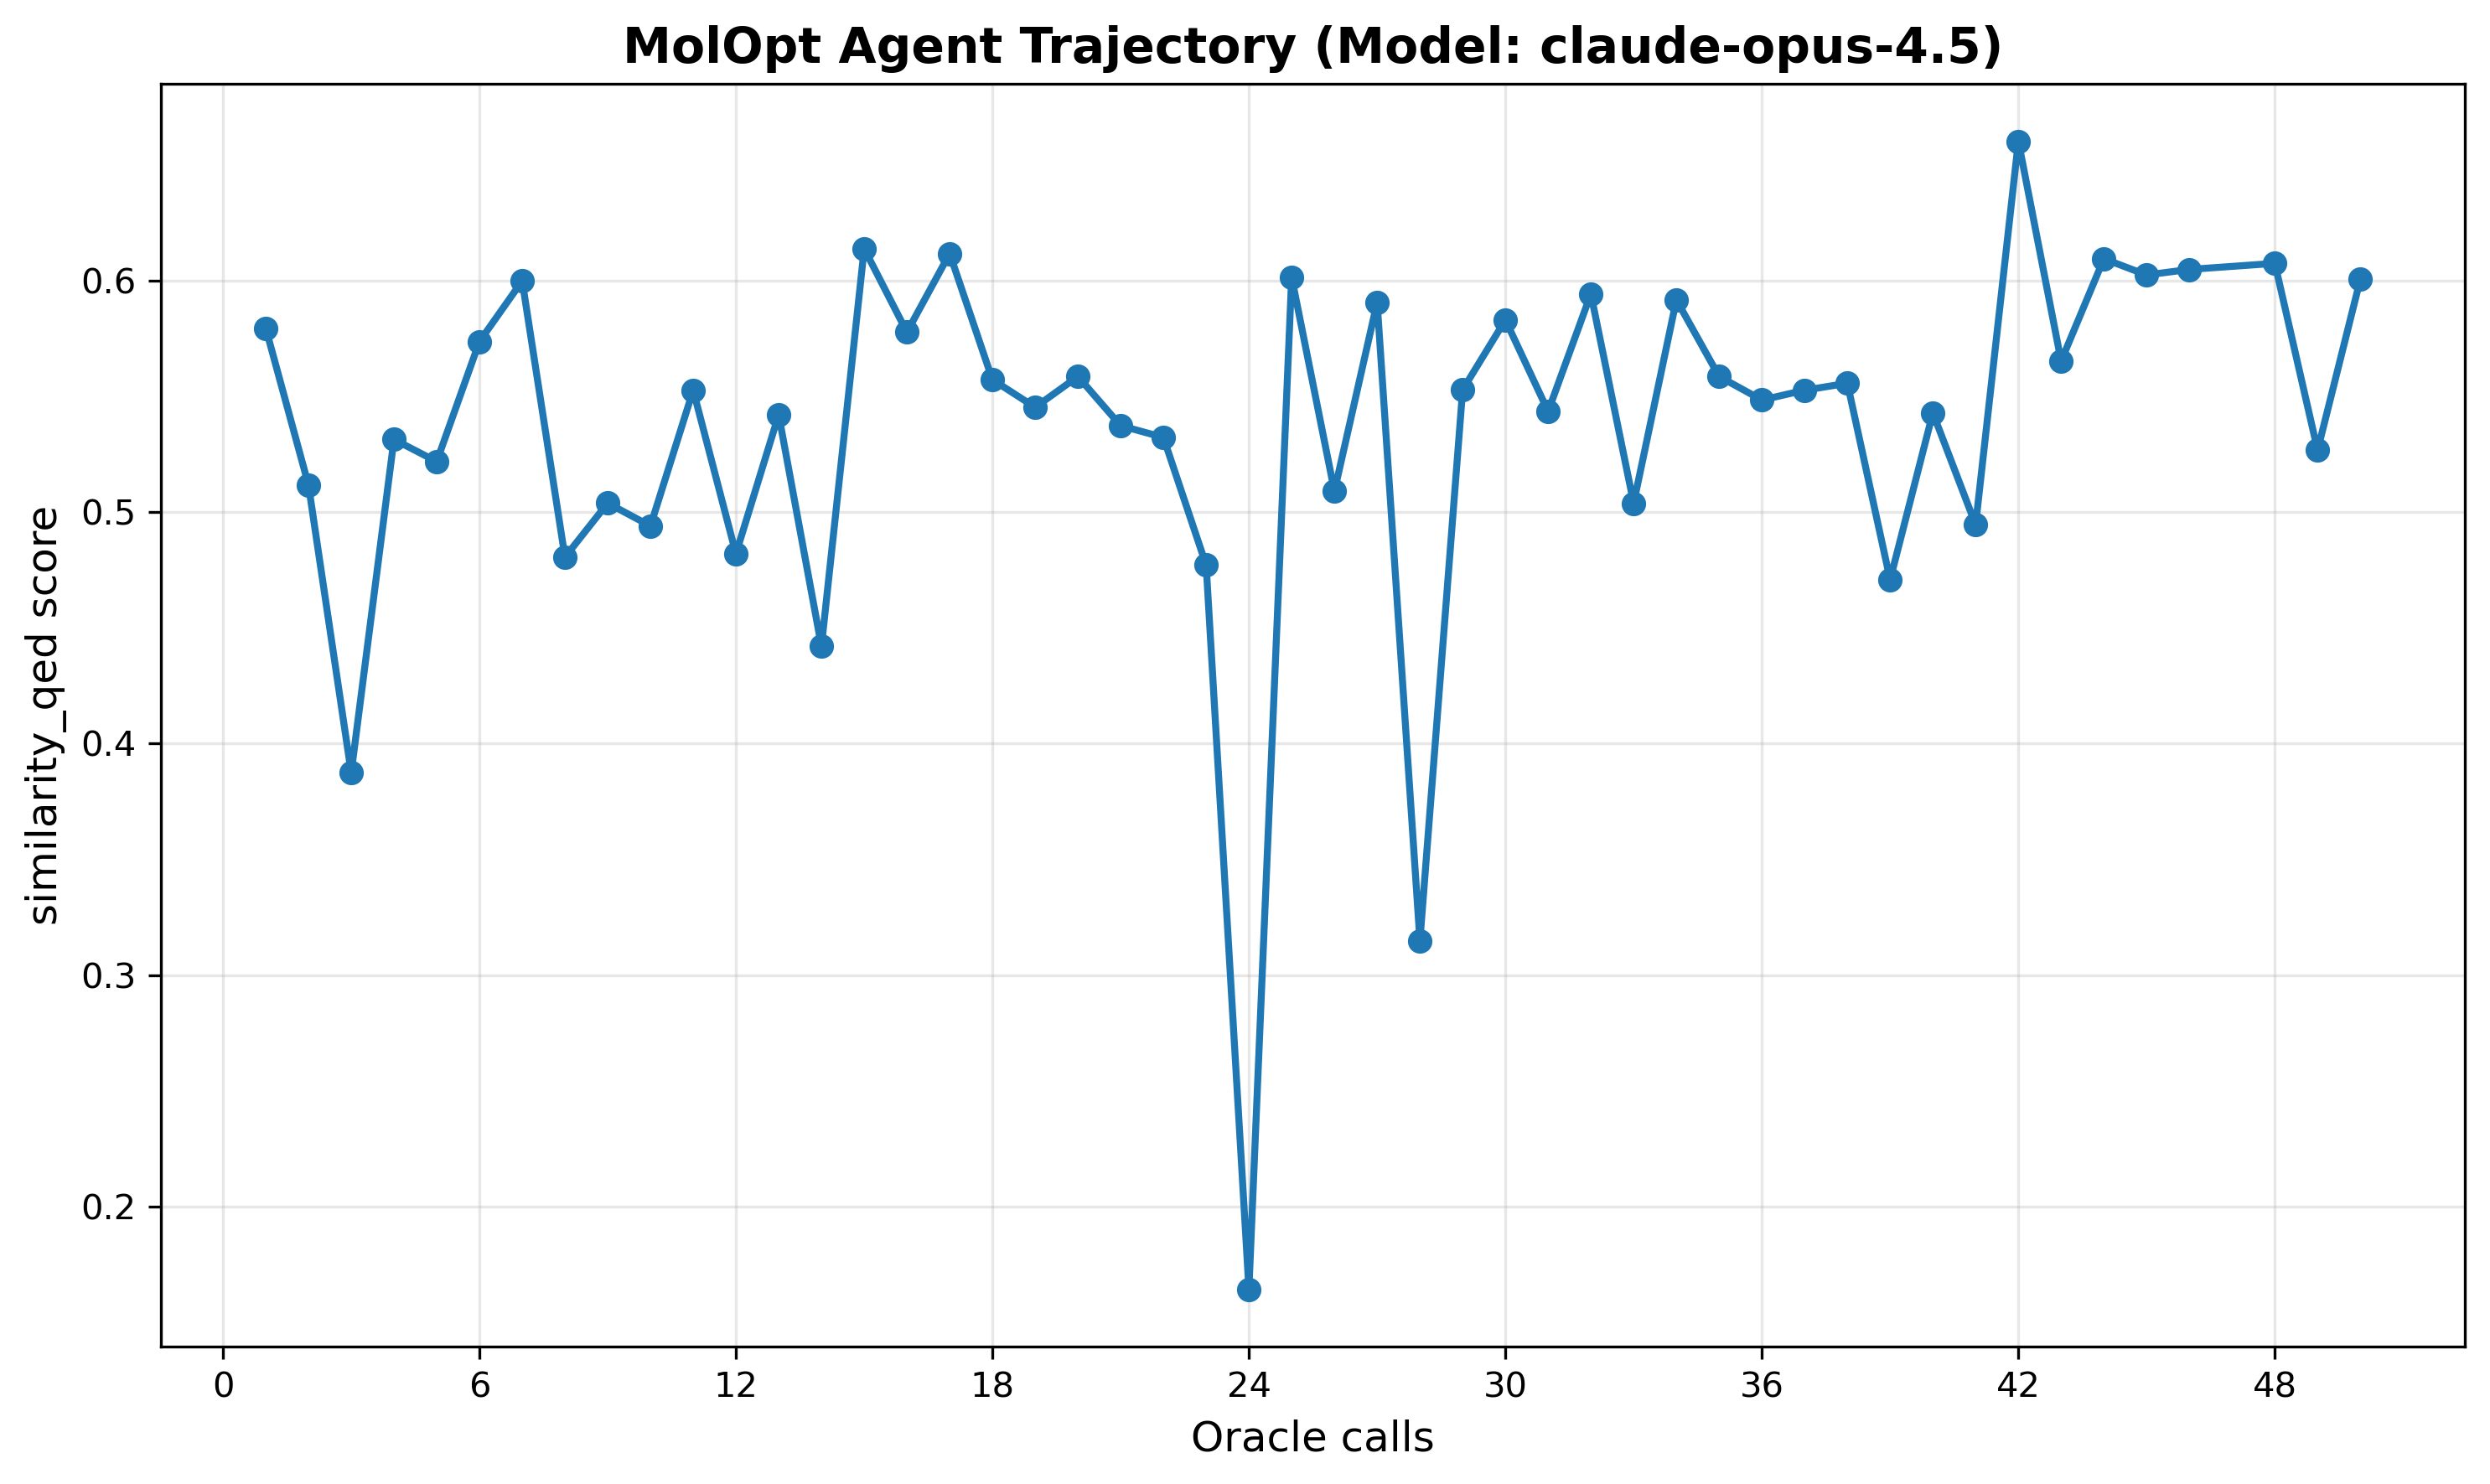 MolOpt Agent Trajectory (Model: claude-opus-4.5)
similarity_qed score
0.6
0.5
0.4
0.3
0.2
0 6 12 18 24 30 36 42 48
Oracle calls